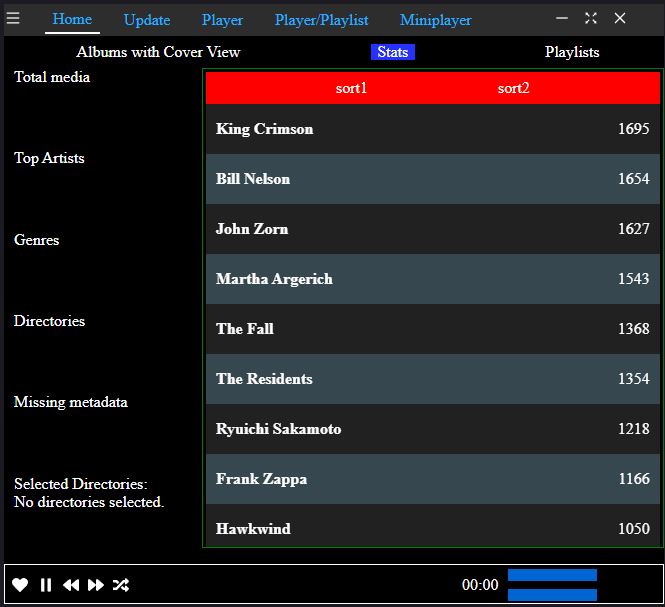 Home Update Player Player/Playlist Miniplayer
Albums with Cover View Stats Playlists
Total media
Top Artists
Genres
Directories
Missing metadata
Selected Directories:
No directories selected.
sort1 sort2
King Crimson 1695
Bill Nelson 1654
John Zorn 1627
Martha Argerich 1543
The Fall 1368
The Residents 1354
Ryuichi Sakamoto 1218
Frank Zappa 1166
Hawkwind 1050
00:00